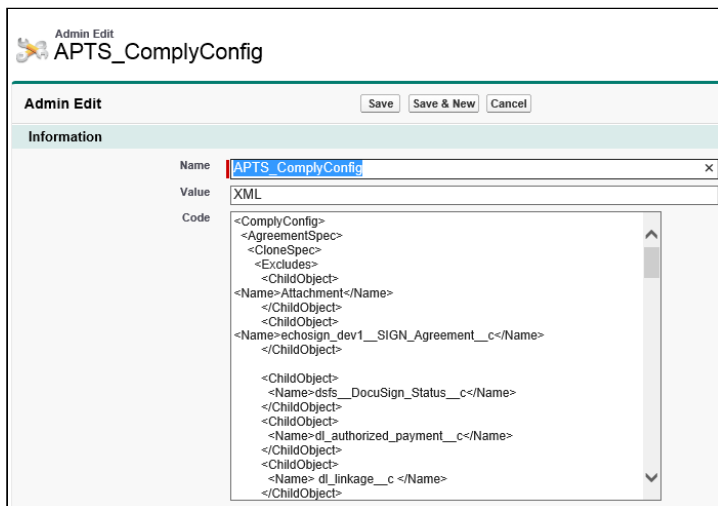 Admin Edit
APTS_ComplyConfig
Admin Edit
Save
Save & New
Cancel
Information
Name
APTS_ComplyConfig
Value
XML
Code
<ComplyConfig>
<AgreementSpec>
<CloneSpec>
<Excludes>
<ChildObject>
<Name>Attachment</Name>
</ChildObject>
<ChildObject>
<Name>echosign_dev1__SIGN_Agreement__c</Name>
</ChildObject>
<ChildObject>
<Name>dsfs__DocuSign_Status__c</Name>
</ChildObject>
<ChildObject>
<Name>dl_authorized_payment__c</Name>
</ChildObject>
<ChildObject>
<Name> dl_linkage__c </Name>
</ChildObject>